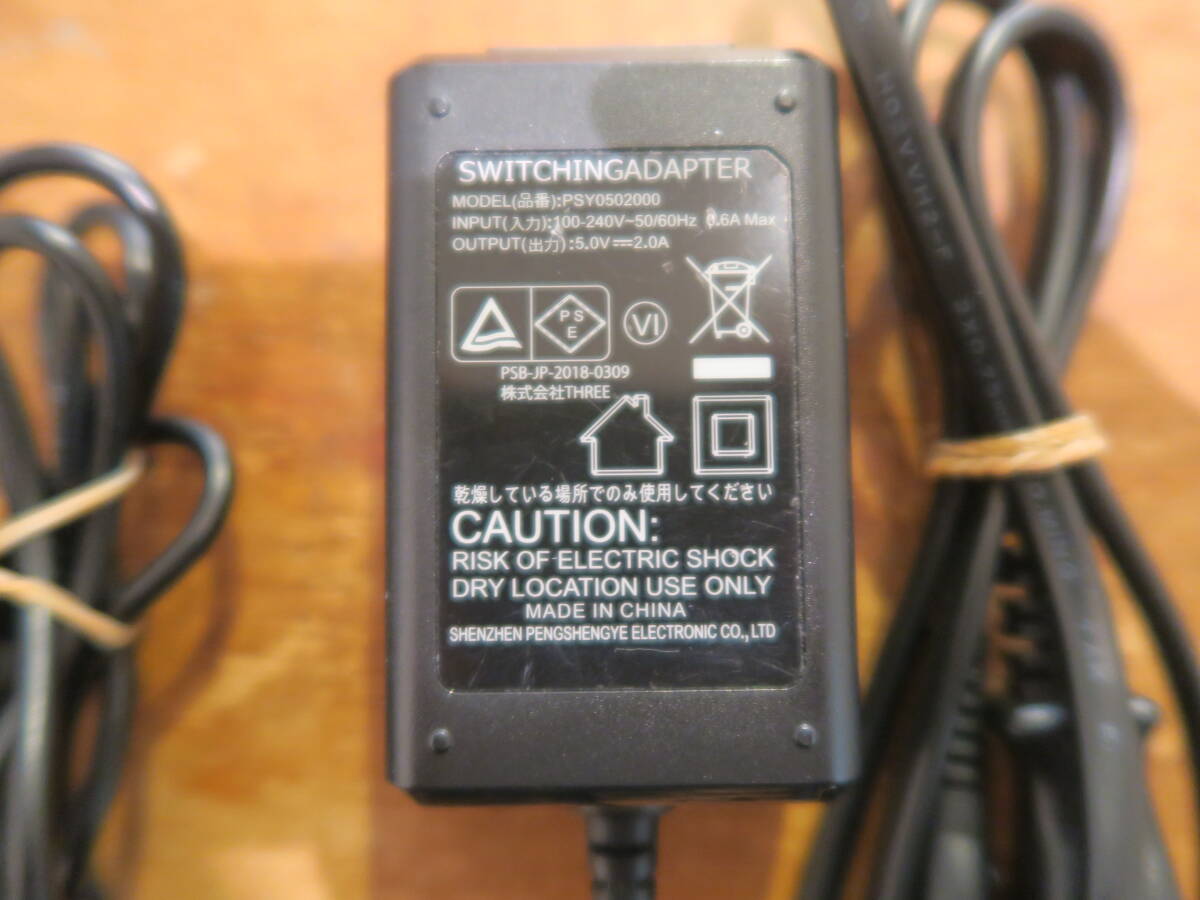 SWITCHINGADAPTER
MODEL(品番):PSY0502000
INPUT(入力):100-240V~50/60Hz 0.6A Max
OUTPUT(出力):5.0V⎓2.0A
PS
E
VI
PSB-JP-2018-0309
株式会社THREE
乾燥している場所でのみ使用してください
CAUTION:
RISK OF ELECTRIC SHOCK
DRY LOCATION USE ONLY
MADE IN CHINA
SHENZHEN PENGSHENGYE ELECTRONIC CO.,LTD
H03VVH2-F